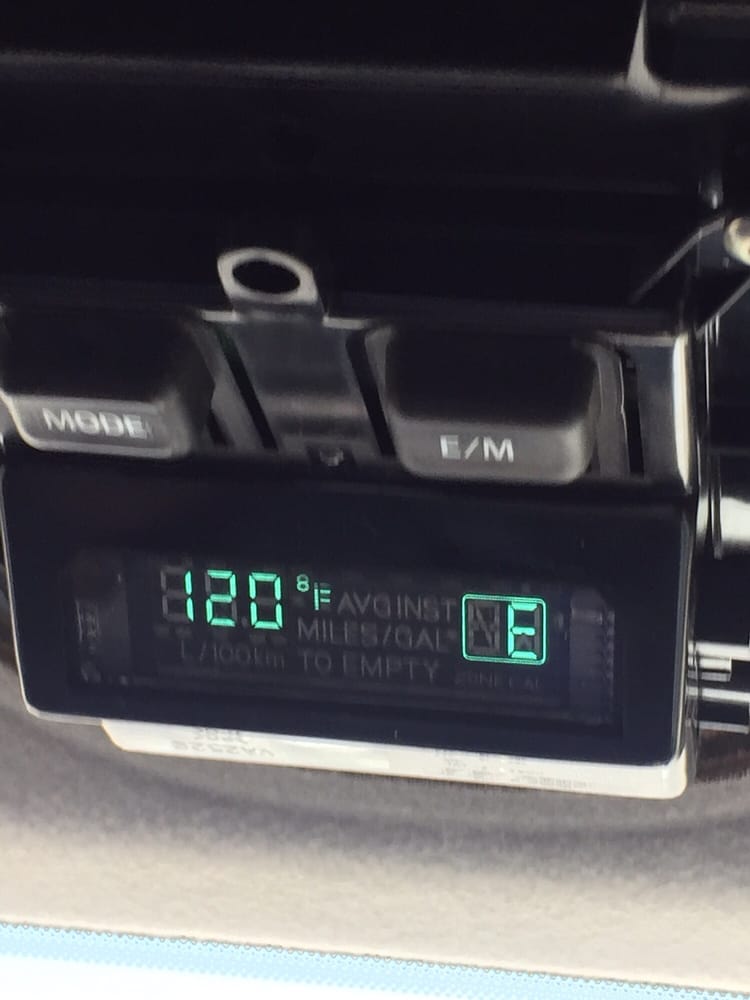 MODE
E/M
120 °F AVG INST E
MILES/GAL
L/100km TO EMPTY